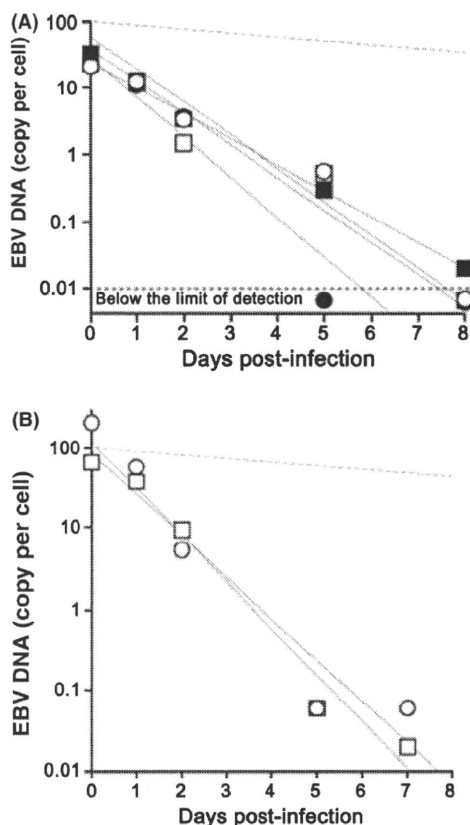 (A)
100
10
1
0.1
0.01
EBV DNA (copy per cell)
Below the limit of detection
0 1 2 3 4 5 6 7 8
Days post-infection
(B)
100
10
1
0.1
0.01
EBV DNA (copy per cell)
0 1 2 3 4 5 6 7 8
Days post-infection